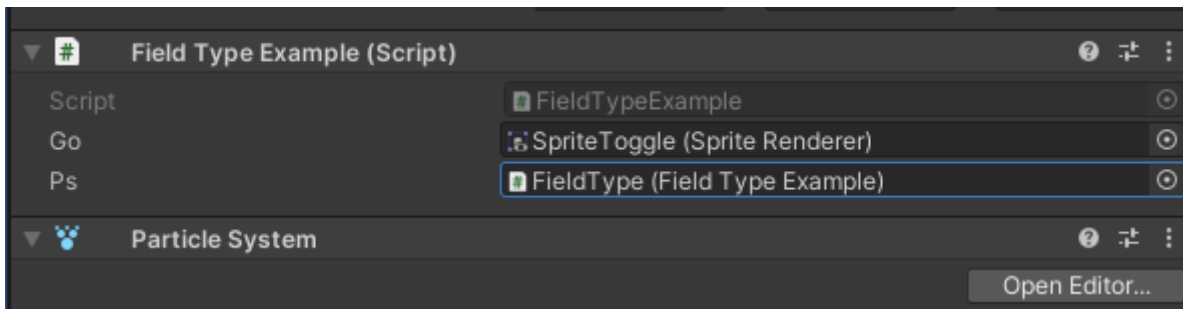 Field Type Example (Script)
Script FieldTypeExample
Go SpriteToggle (Sprite Renderer)
Ps FieldType (Field Type Example)
Particle System
Open Editor...